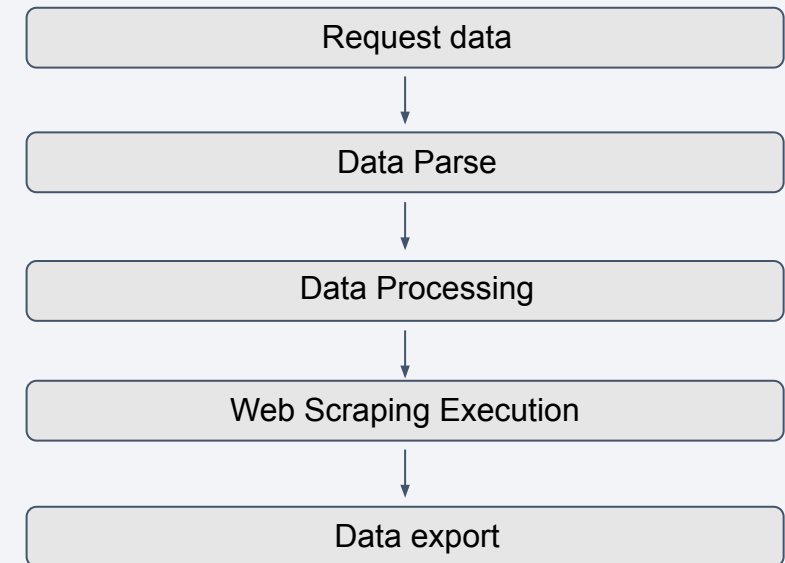 Request data
Data Parse
Data Processing
Web Scraping Execution
Data export